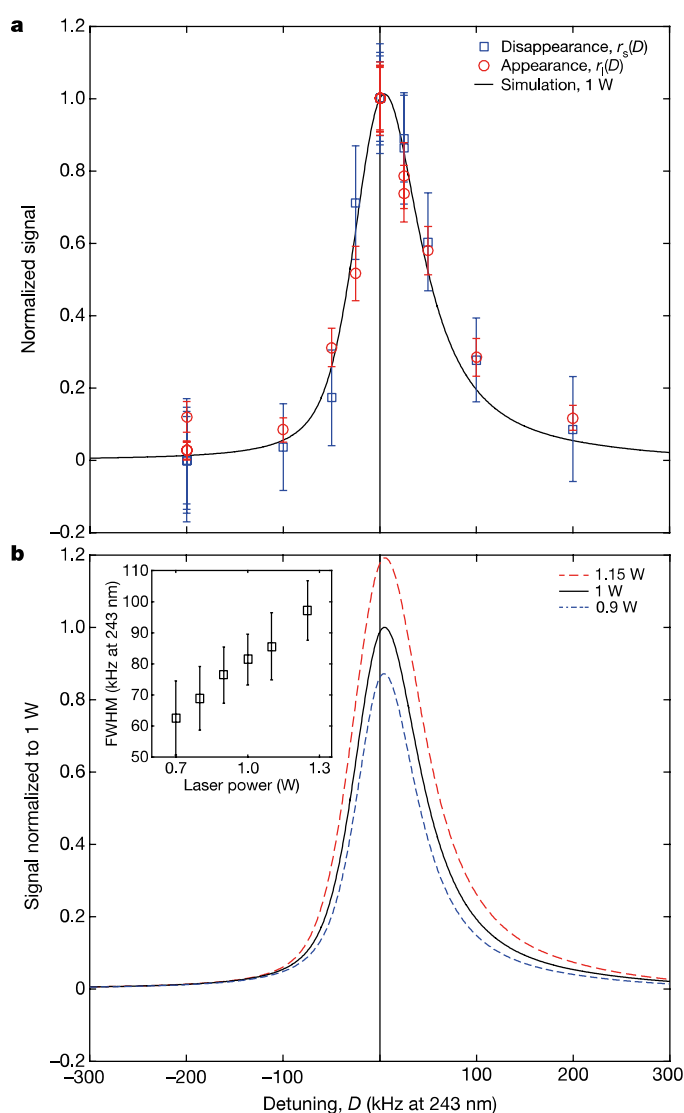 a
1.2
1.0
0.8
0.6
0.4
0.2
0
−0.2
Normalized signal
Disappearance, rs(D)
Appearance, rl(D)
Simulation, 1 W
b
1.2
1.0
0.8
0.6
0.4
0.2
0
−0.2
Signal normalized to 1 W
1.15 W
1 W
0.9 W
110
100
90
80
70
60
50
FWHM (kHz at 243 nm)
0.7 1.0 1.3
Laser power (W)
−300 −200 −100 0 100 200 300
Detuning, D (kHz at 243 nm)